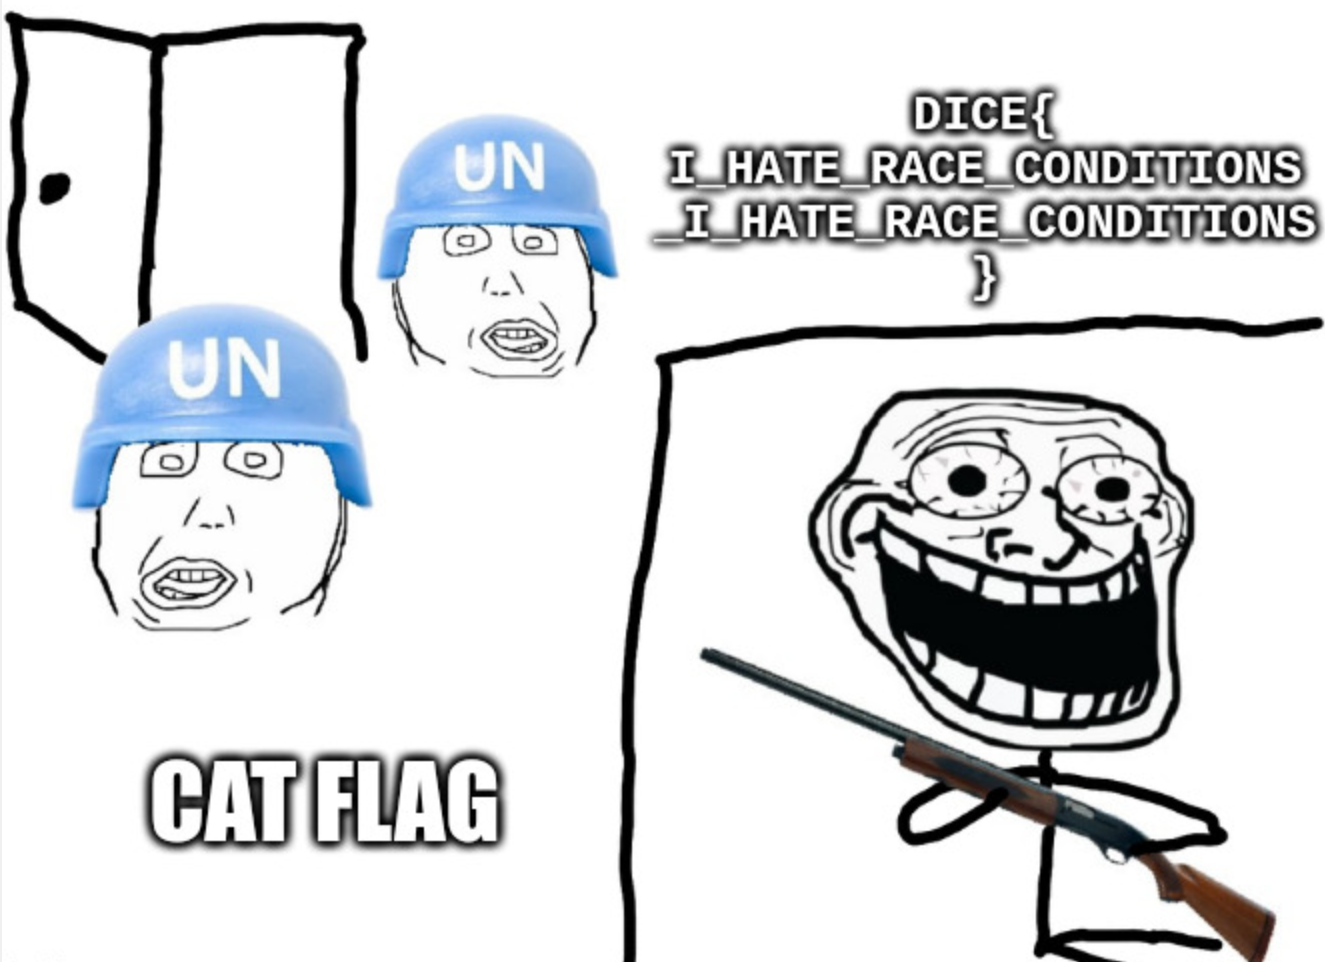 UN
DICE{
I_HATE_RACE_CONDITIONS
_I_HATE_RACE_CONDITIONS
}
UN
CAT FLAG